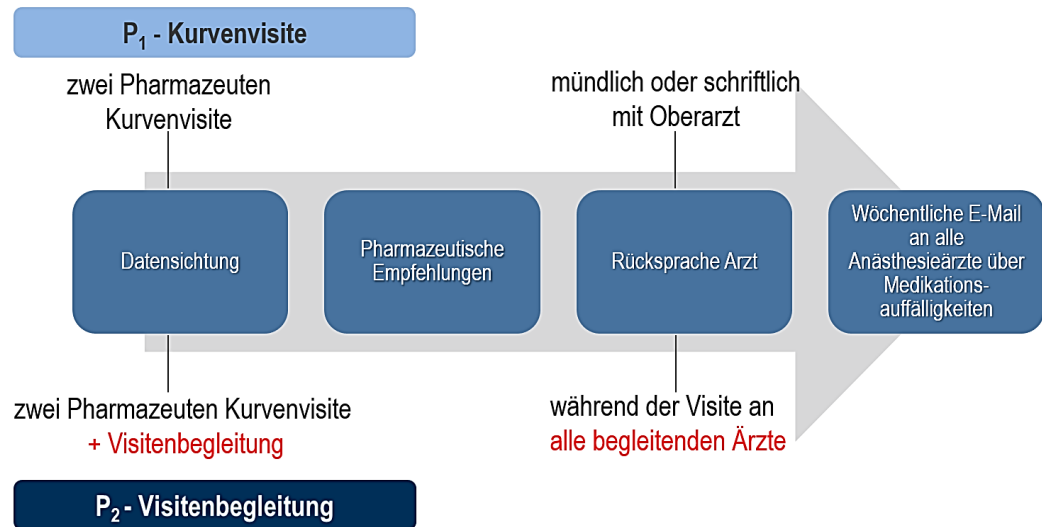 P₁ - Kurvenvisite
zwei Pharmazeuten
Kurvenvisite
mündlich oder schriftlich
mit Oberarzt
Datensichtung
Pharmazeutische
Empfehlungen
Rücksprache Arzt
Wöchentliche E-Mail
an alle
Anästhesieärzte über
Medikations-
auffälligkeiten
zwei Pharmazeuten Kurvenvisite
+ Visitenbegleitung
während der Visite an
alle begleitenden Ärzte
P₂ - Visitenbegleitung